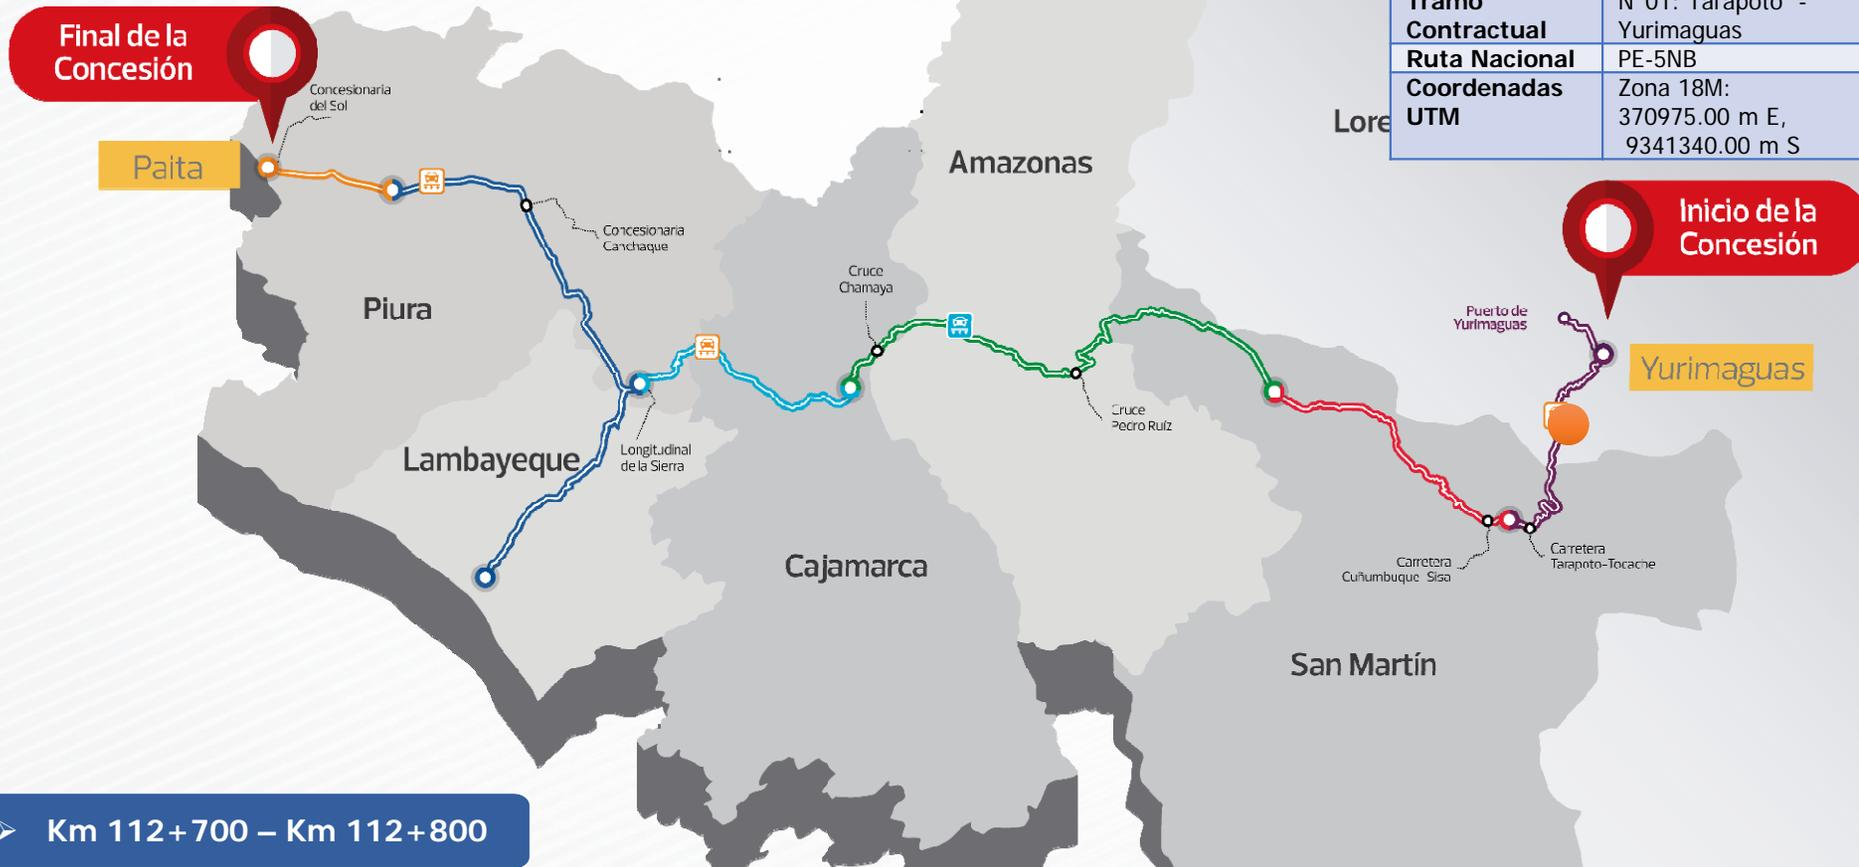 Final de la
Concesión
Concesionaria
del Sol
Paita
Concesionaria
Canchaque
Piura
Lambayeque
Longitudinal
de la Sierra
Cruce
Chamaya
Amazonas
Cajamarca
Cruce
Pedro Ruíz
Lore
Tramo N°01: Tarapoto -
Contractual Yurimaguas
Ruta Nacional PE-5NB
Coordenadas Zona 18M:
UTM 370975.00 m E,
9341340.00 m S
Inicio de la
Concesión
Puerto de
Yurimaguas
Yurimaguas
Carretera
Cuñumbuque Sisa
Carretera
Tarapoto-Tocache
San Martín
Km 112+700 – Km 112+800